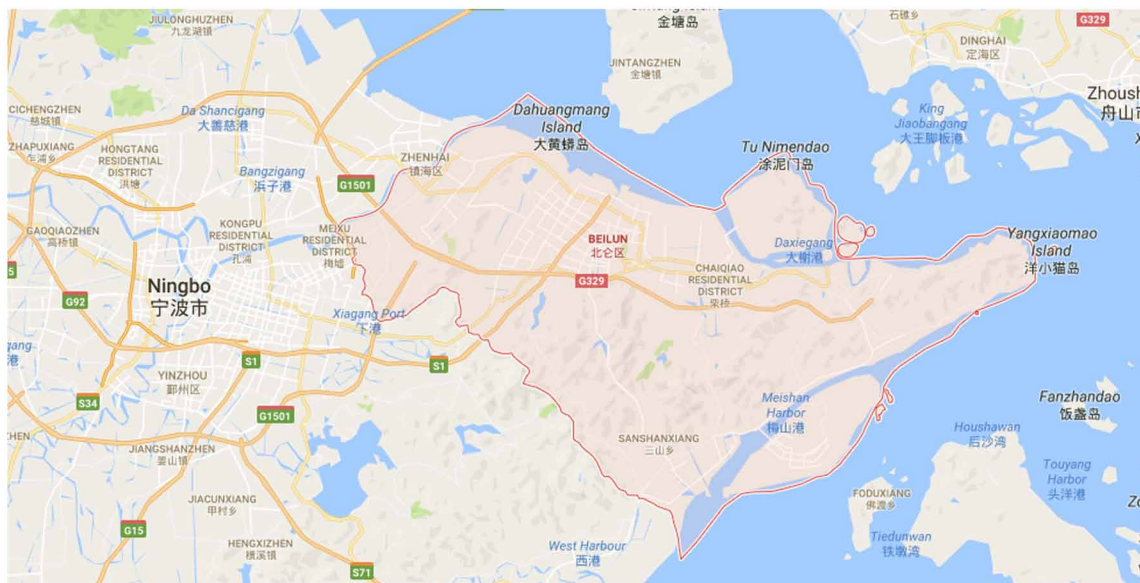 JIULONGHUZHEN
九龙湖镇
金塘岛
JINTANGZHEN
金塘镇
石礁乡
G329
DINGHAI
定海区
Zhoush
舟山市
CICHENGZHEN
慈城镇
Da Shancigang
大善慈港
Dahuangmang
Island
大黄蟒岛
King
Jiaobangang
大王脚板港
ZHAPUXIANG
乍浦乡
HONGTANG
RESIDENTIAL
DISTRICT
洪塘
ZHENHAI
镇海区
Tu Nimendao
涂泥门岛
Bangzigang
浜子港
G1501
GAOQIAOZHEN
高桥镇
KONGPU
RESIDENTIAL
DISTRICT
孔浦
MEIXU
RESIDENTIAL
DISTRICT
梅墟
BEILUN
北仑区
Daxiegang
大榭港
Yangxiaomao
Island
洋小猫岛
5
G92
Ningbo
宁波市
G329
CHAIQIAO
RESIDENTIAL
DISTRICT
柴桥
Xiagang Port
下港
gang
港
S1
S1
YINZHOU
鄞州区
S34
G1501
Meishan
Harbor
梅山港
Fanzhandao
饭盏岛
HEN
JIANGSHANZHEN
姜山镇
SANSHANXIANG
三山乡
Houshawan
后沙湾
Touyang
Harbor
头洋港
JIACUNXIANG
甲村乡
FODUXIANG
佛渡乡
Zo
G15
HENGXIZHEN
横溪镇
West Harbour
西港
Tiedunwan
铁墩湾
S71